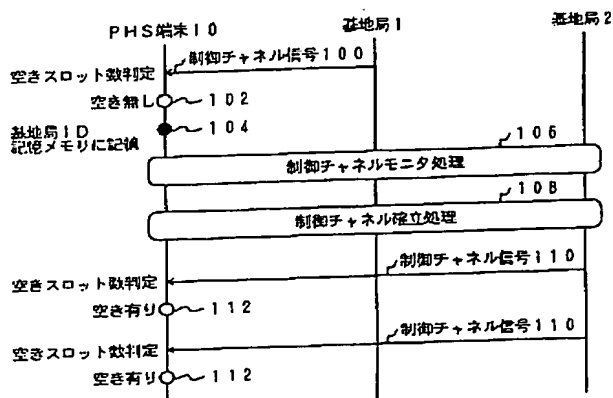 PHS端末10
基地局1
基地局2
制御チャネル信号100
空きスロット数判定
空き無し
102
基地局ID
記憶メモリに記憶
104
106
制御チャネルモニタ処理
108
制御チャネル確立処理
制御チャネル信号110
空きスロット数判定
空き有り
112
制御チャネル信号110
空きスロット数判定
空き有り
112